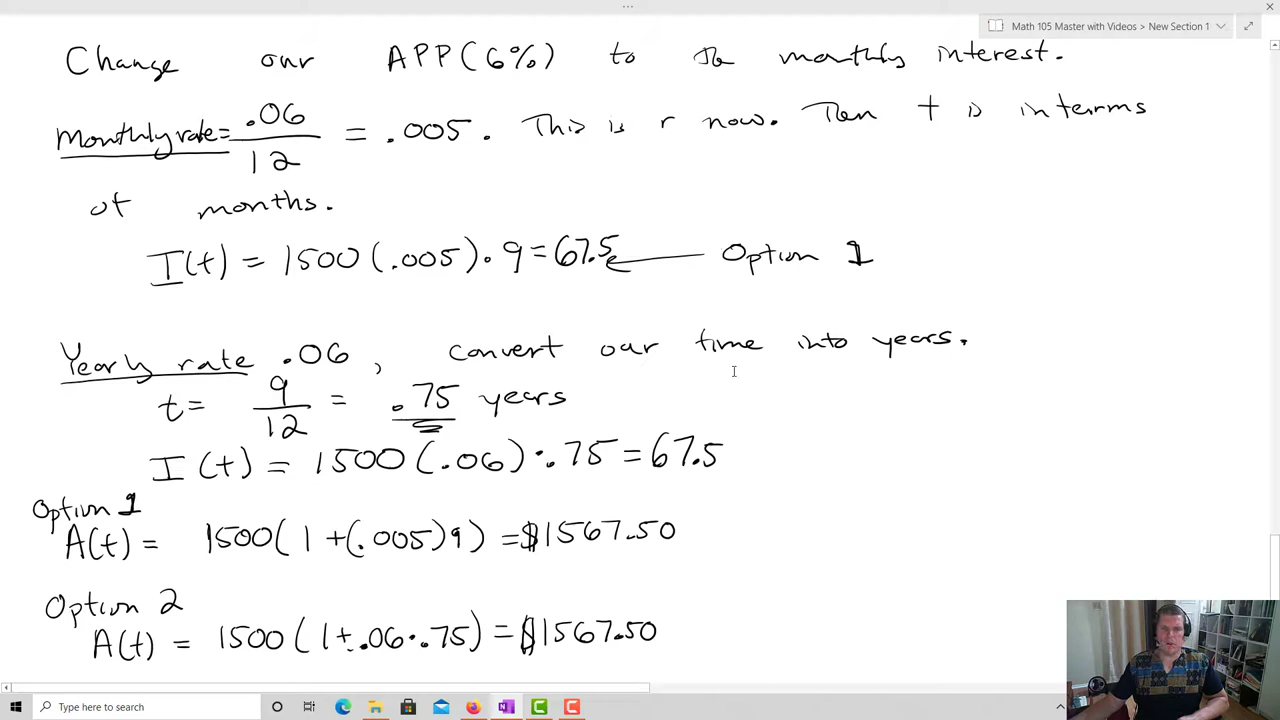 Math 105 Master with Videos > New Section 1
Change our APP(6%) to the monthly interest.
Monthly rate = .06 / 12 = .005. This is r now. Then t is in terms
of months.
I(t) = 1500(.005)·9=67.5 Option 1
Yearly rate .06, convert our time into years.
t= 9/12 = .75 years
I(t) = 1500(.06)·.75=67.5
Option 1
A(t) = 1500(1+(.005)9) =$1567.50
Option 2
A(t) = 1500(1+.06·.75)=$1567.50
Type here to search